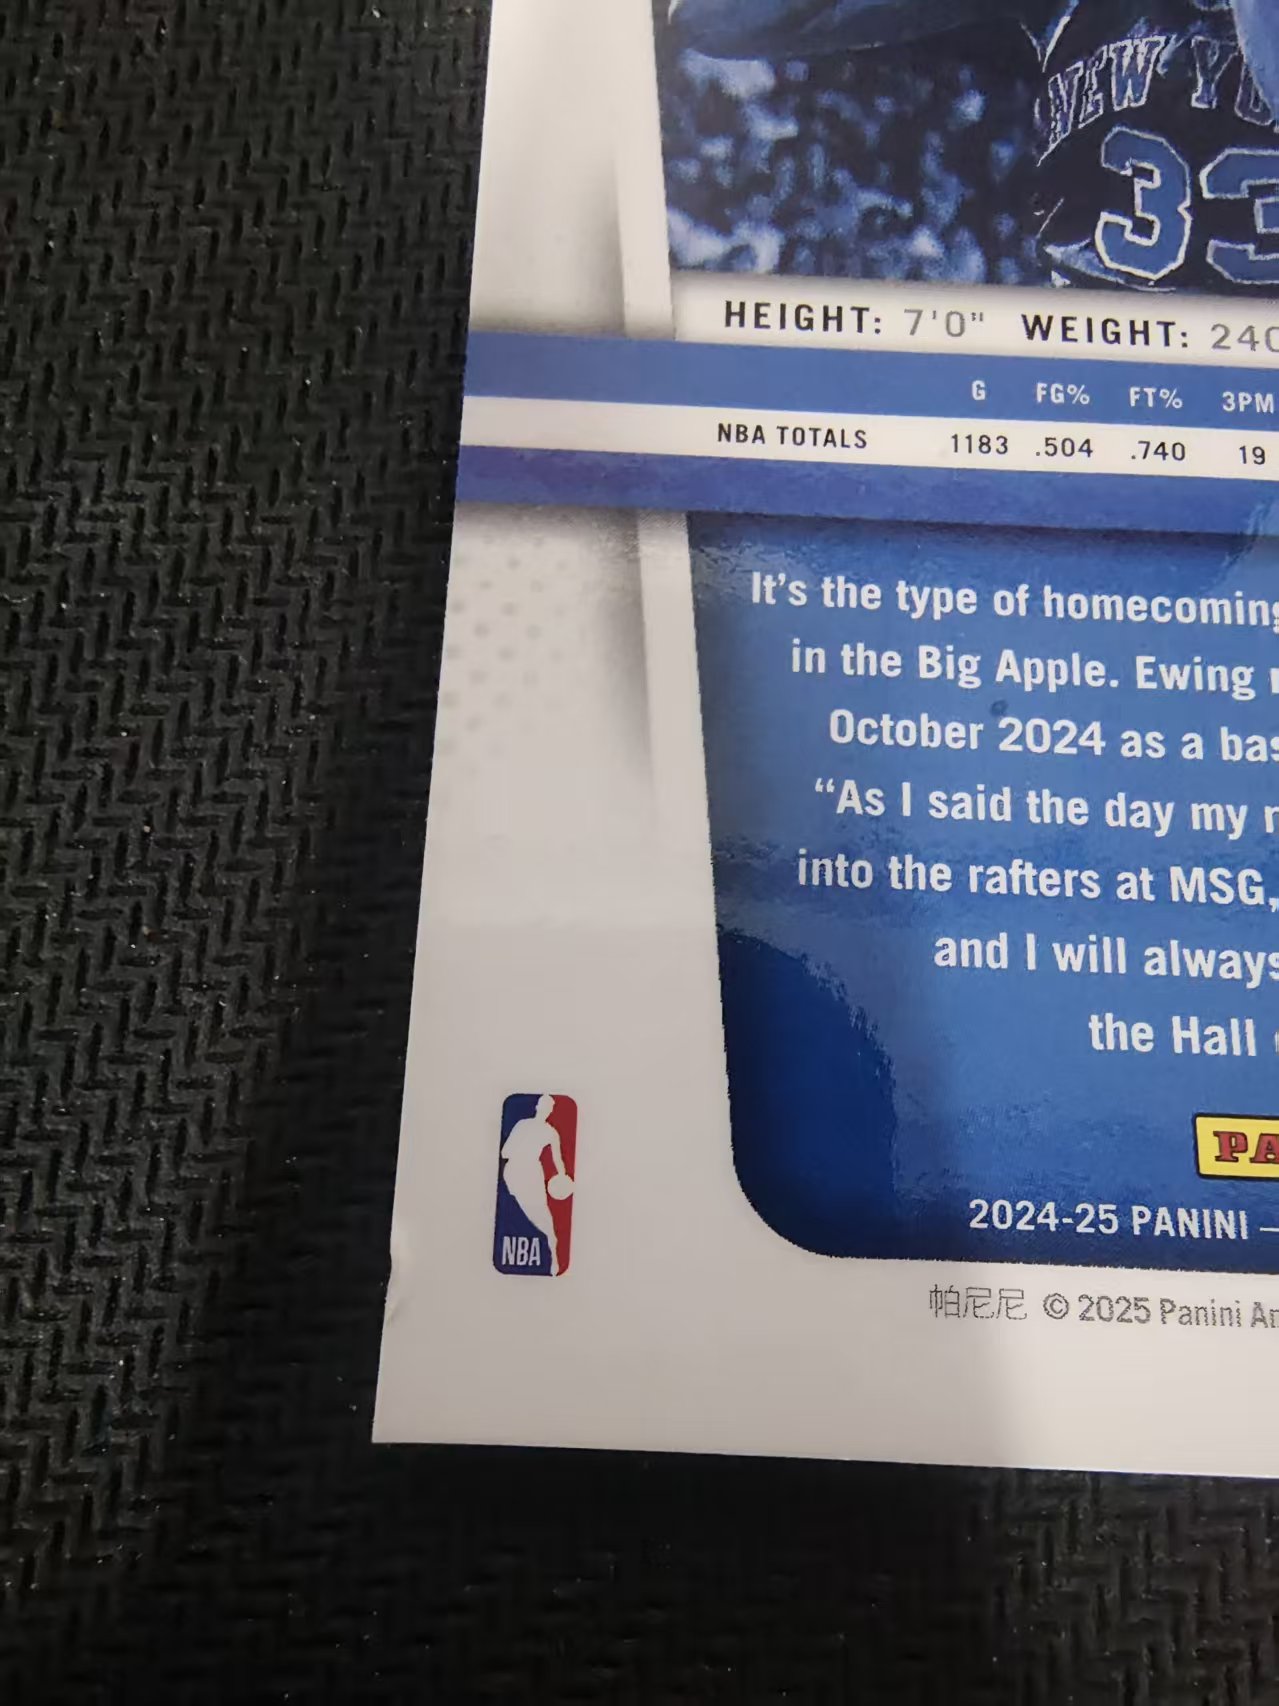 NEW Y
33
HEIGHT: 7'0" WEIGHT: 240
G FG% FT% 3PM
NBA TOTALS 1183 .504 .740 19
It's the type of homecoming
in the Big Apple. Ewing
October 2024 as a bas
“As I said the day my
into the rafters at MSG,
and I will always
the Hall
NBA
PA
2024-25 PANINI –
帕尼尼 © 2025 Panini Am